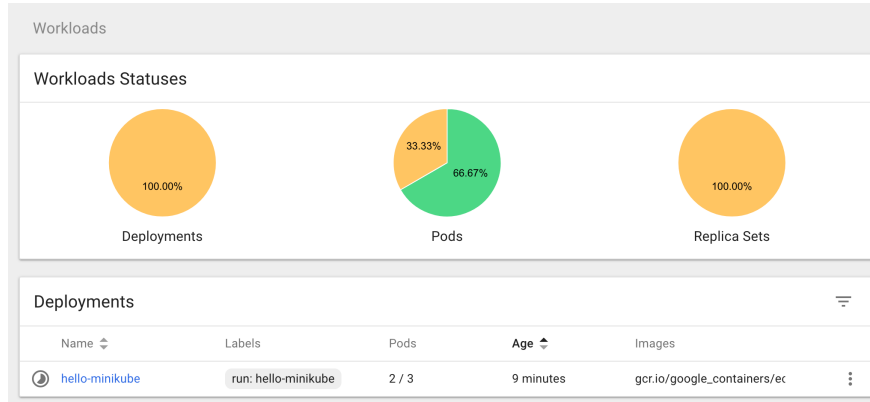 Workloads
Workloads Statuses
100.00%
33.33%
66.67%
100.00%
Deployments
Pods
Replica Sets
Deployments
Name Labels Pods Age Images
hello-minikube run: hello-minikube 2 / 3 9 minutes gcr.io/google_containers/ec